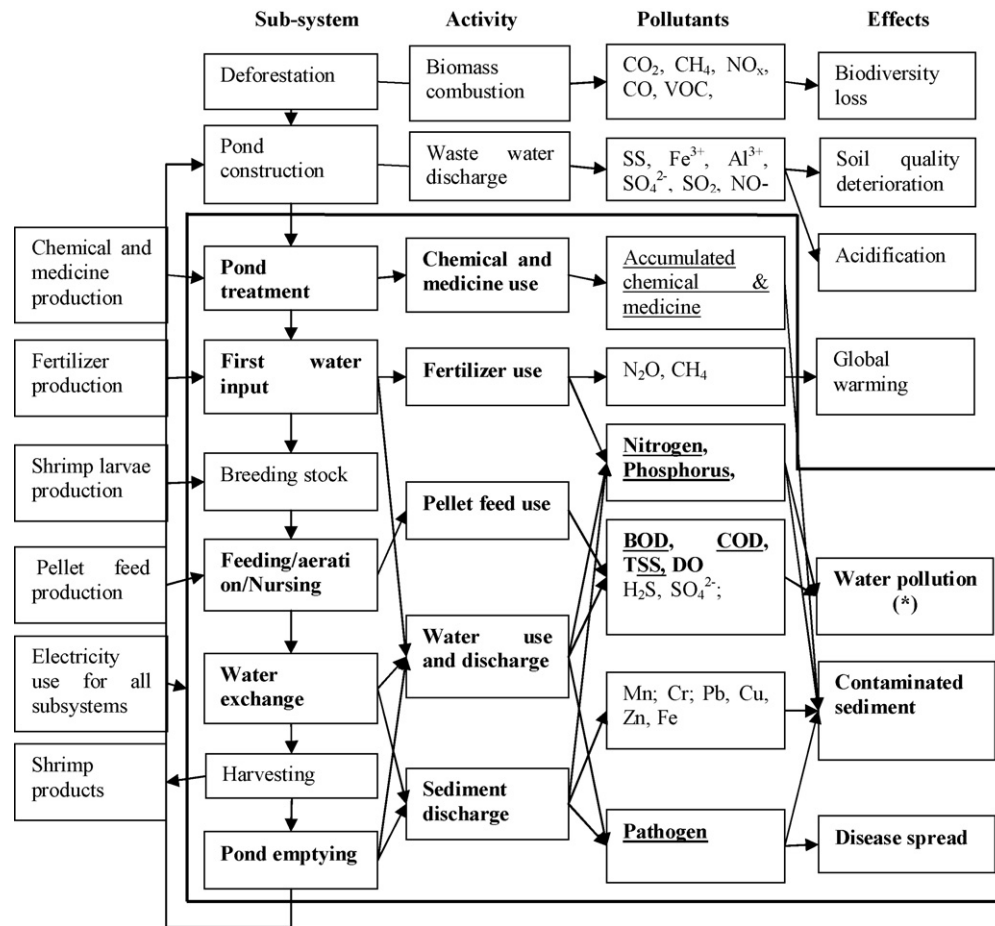 Sub-system Activity Pollutants Effects
Deforestation
Biomass
combustion
CO₂, CH₄, NOₓ,
CO, VOC,
Biodiversity
loss
Pond
construction
Waste water
discharge
SS, Fe³⁺, Al³⁺,
SO₄²⁻, SO₂, NO-
Soil quality
deterioration
Acidification
Chemical and
medicine
production
Pond
treatment
Chemical and
medicine use
Accumulated
chemical &
medicine
Fertilizer
production
First water
input
Fertilizer use
N₂O, CH₄
Global
warming
Shrimp larvae
production
Breeding stock
Nitrogen,
Phosphorus,
Pellet feed
production
Feeding/aerati
on/Nursing
Pellet feed use
BOD, COD,
TSS, DO
H₂S, SO₄²⁻;
Water pollution
(*)
Electricity
use for all
subsystems
Water
exchange
Water use
and discharge
Mn; Cr; Pb, Cu,
Zn, Fe
Contaminated
sediment
Shrimp
products
Harvesting
Sediment
discharge
Pond emptying
Pathogen
Disease spread